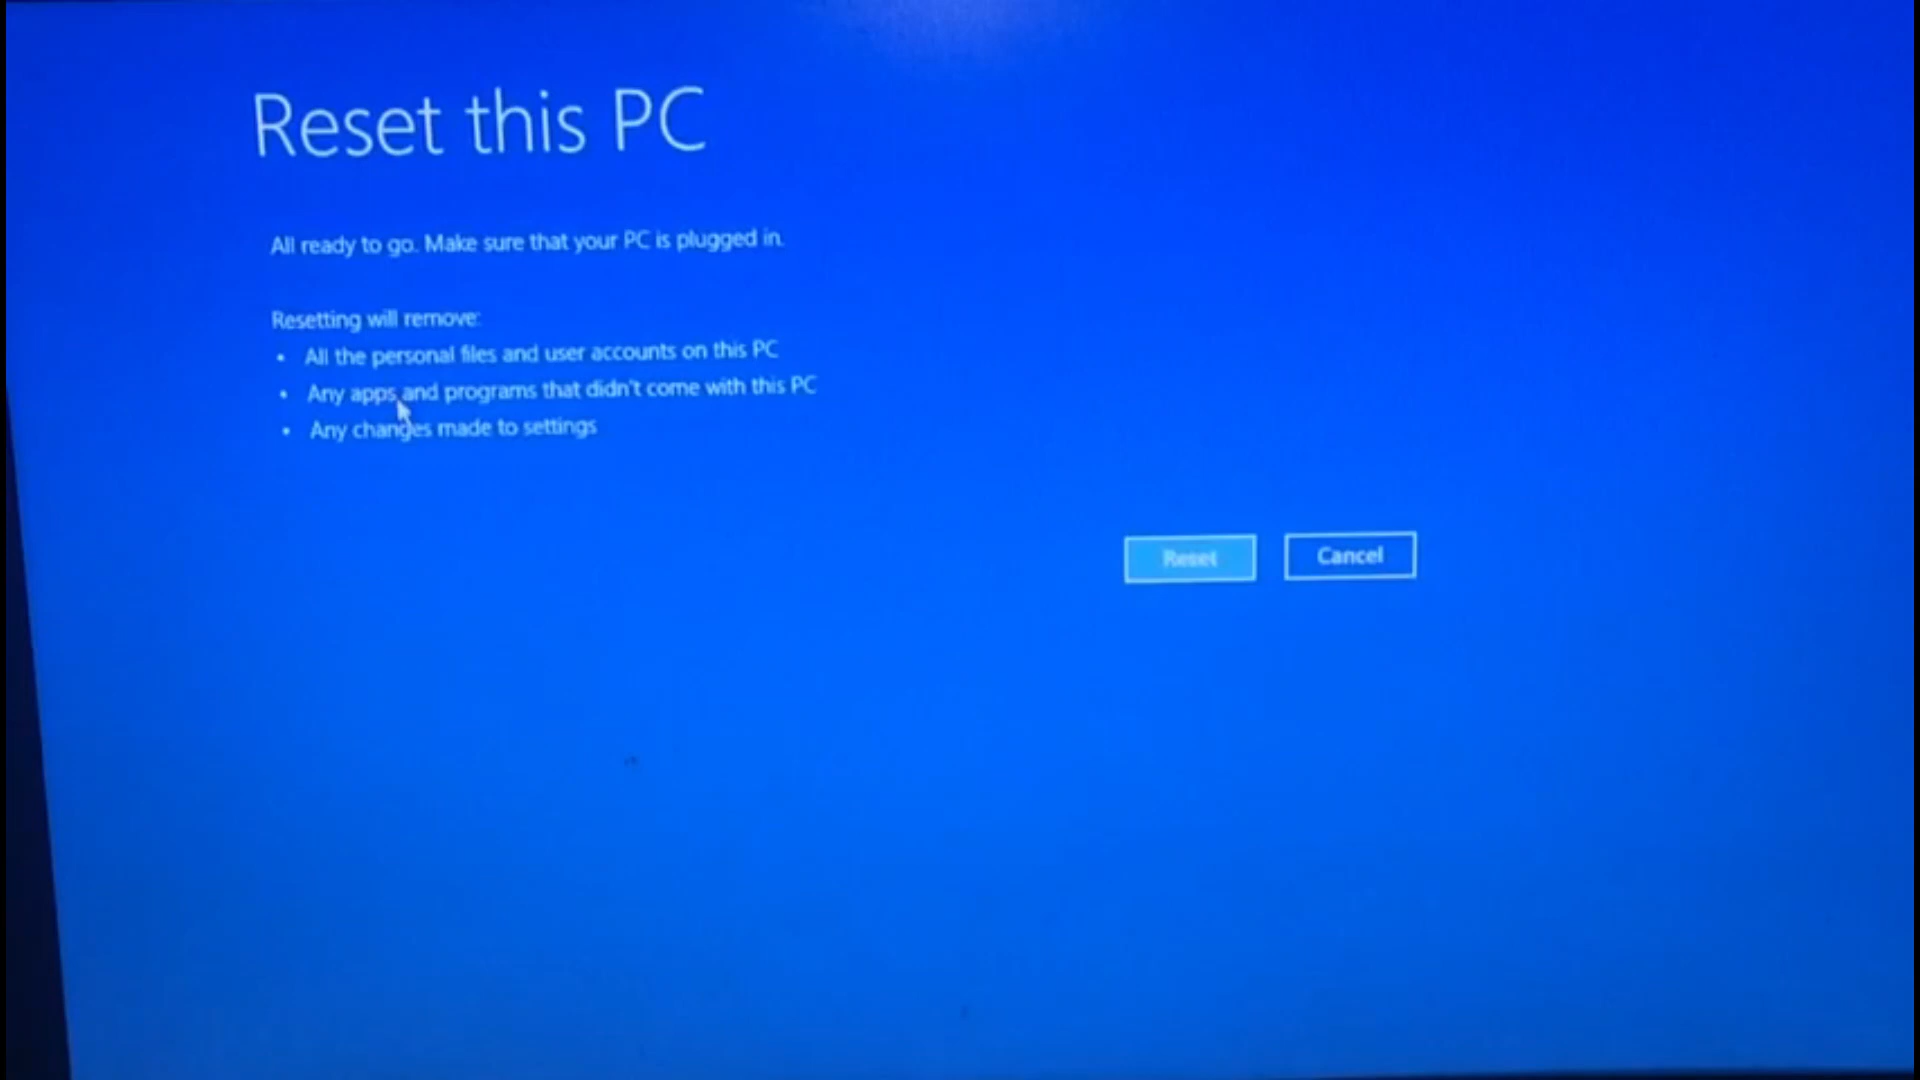 Reset this PC
All ready to go. Make sure that your PC is plugged in.
Resetting will remove:
• All the personal files and user accounts on this PC
• Any apps and programs that didn't come with this PC
• Any changes made to settings
Reset
Cancel